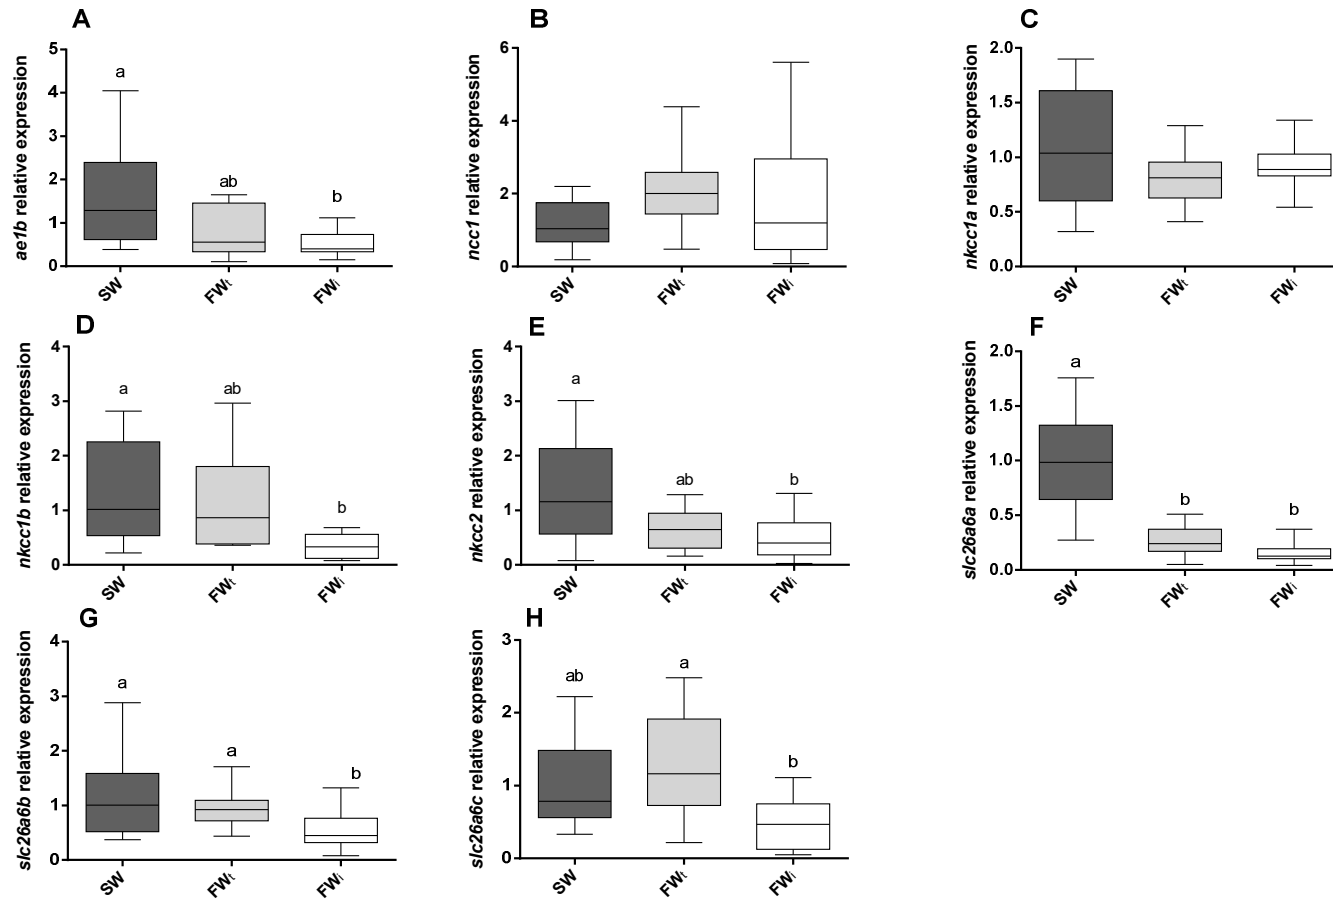 A
ae1b relative expression
5
4
3
2
1
0
a
ab
b
SW
FWt
FWi
B
ncc1 relative expression
6
4
2
0
SW
FWt
FWi
C
nkcc1a relative expression
2.0
1.5
1.0
0.5
0.0
SW
FWt
FWi
D
nkcc1b relative expression
4
3
2
1
0
a
ab
b
SW
FWt
FWi
E
nkcc2 relative expression
4
3
2
1
0
a
ab
b
SW
FWt
FWi
F
slc26a6a relative expression
2.0
1.5
1.0
0.5
0.0
a
b
b
SW
FWt
FWi
G
slc26a6b relative expression
4
3
2
1
0
a
a
b
SW
FWt
FWi
H
slc26a6c relative expression
3
2
1
0
ab
a
b
SW
FWt
FWi